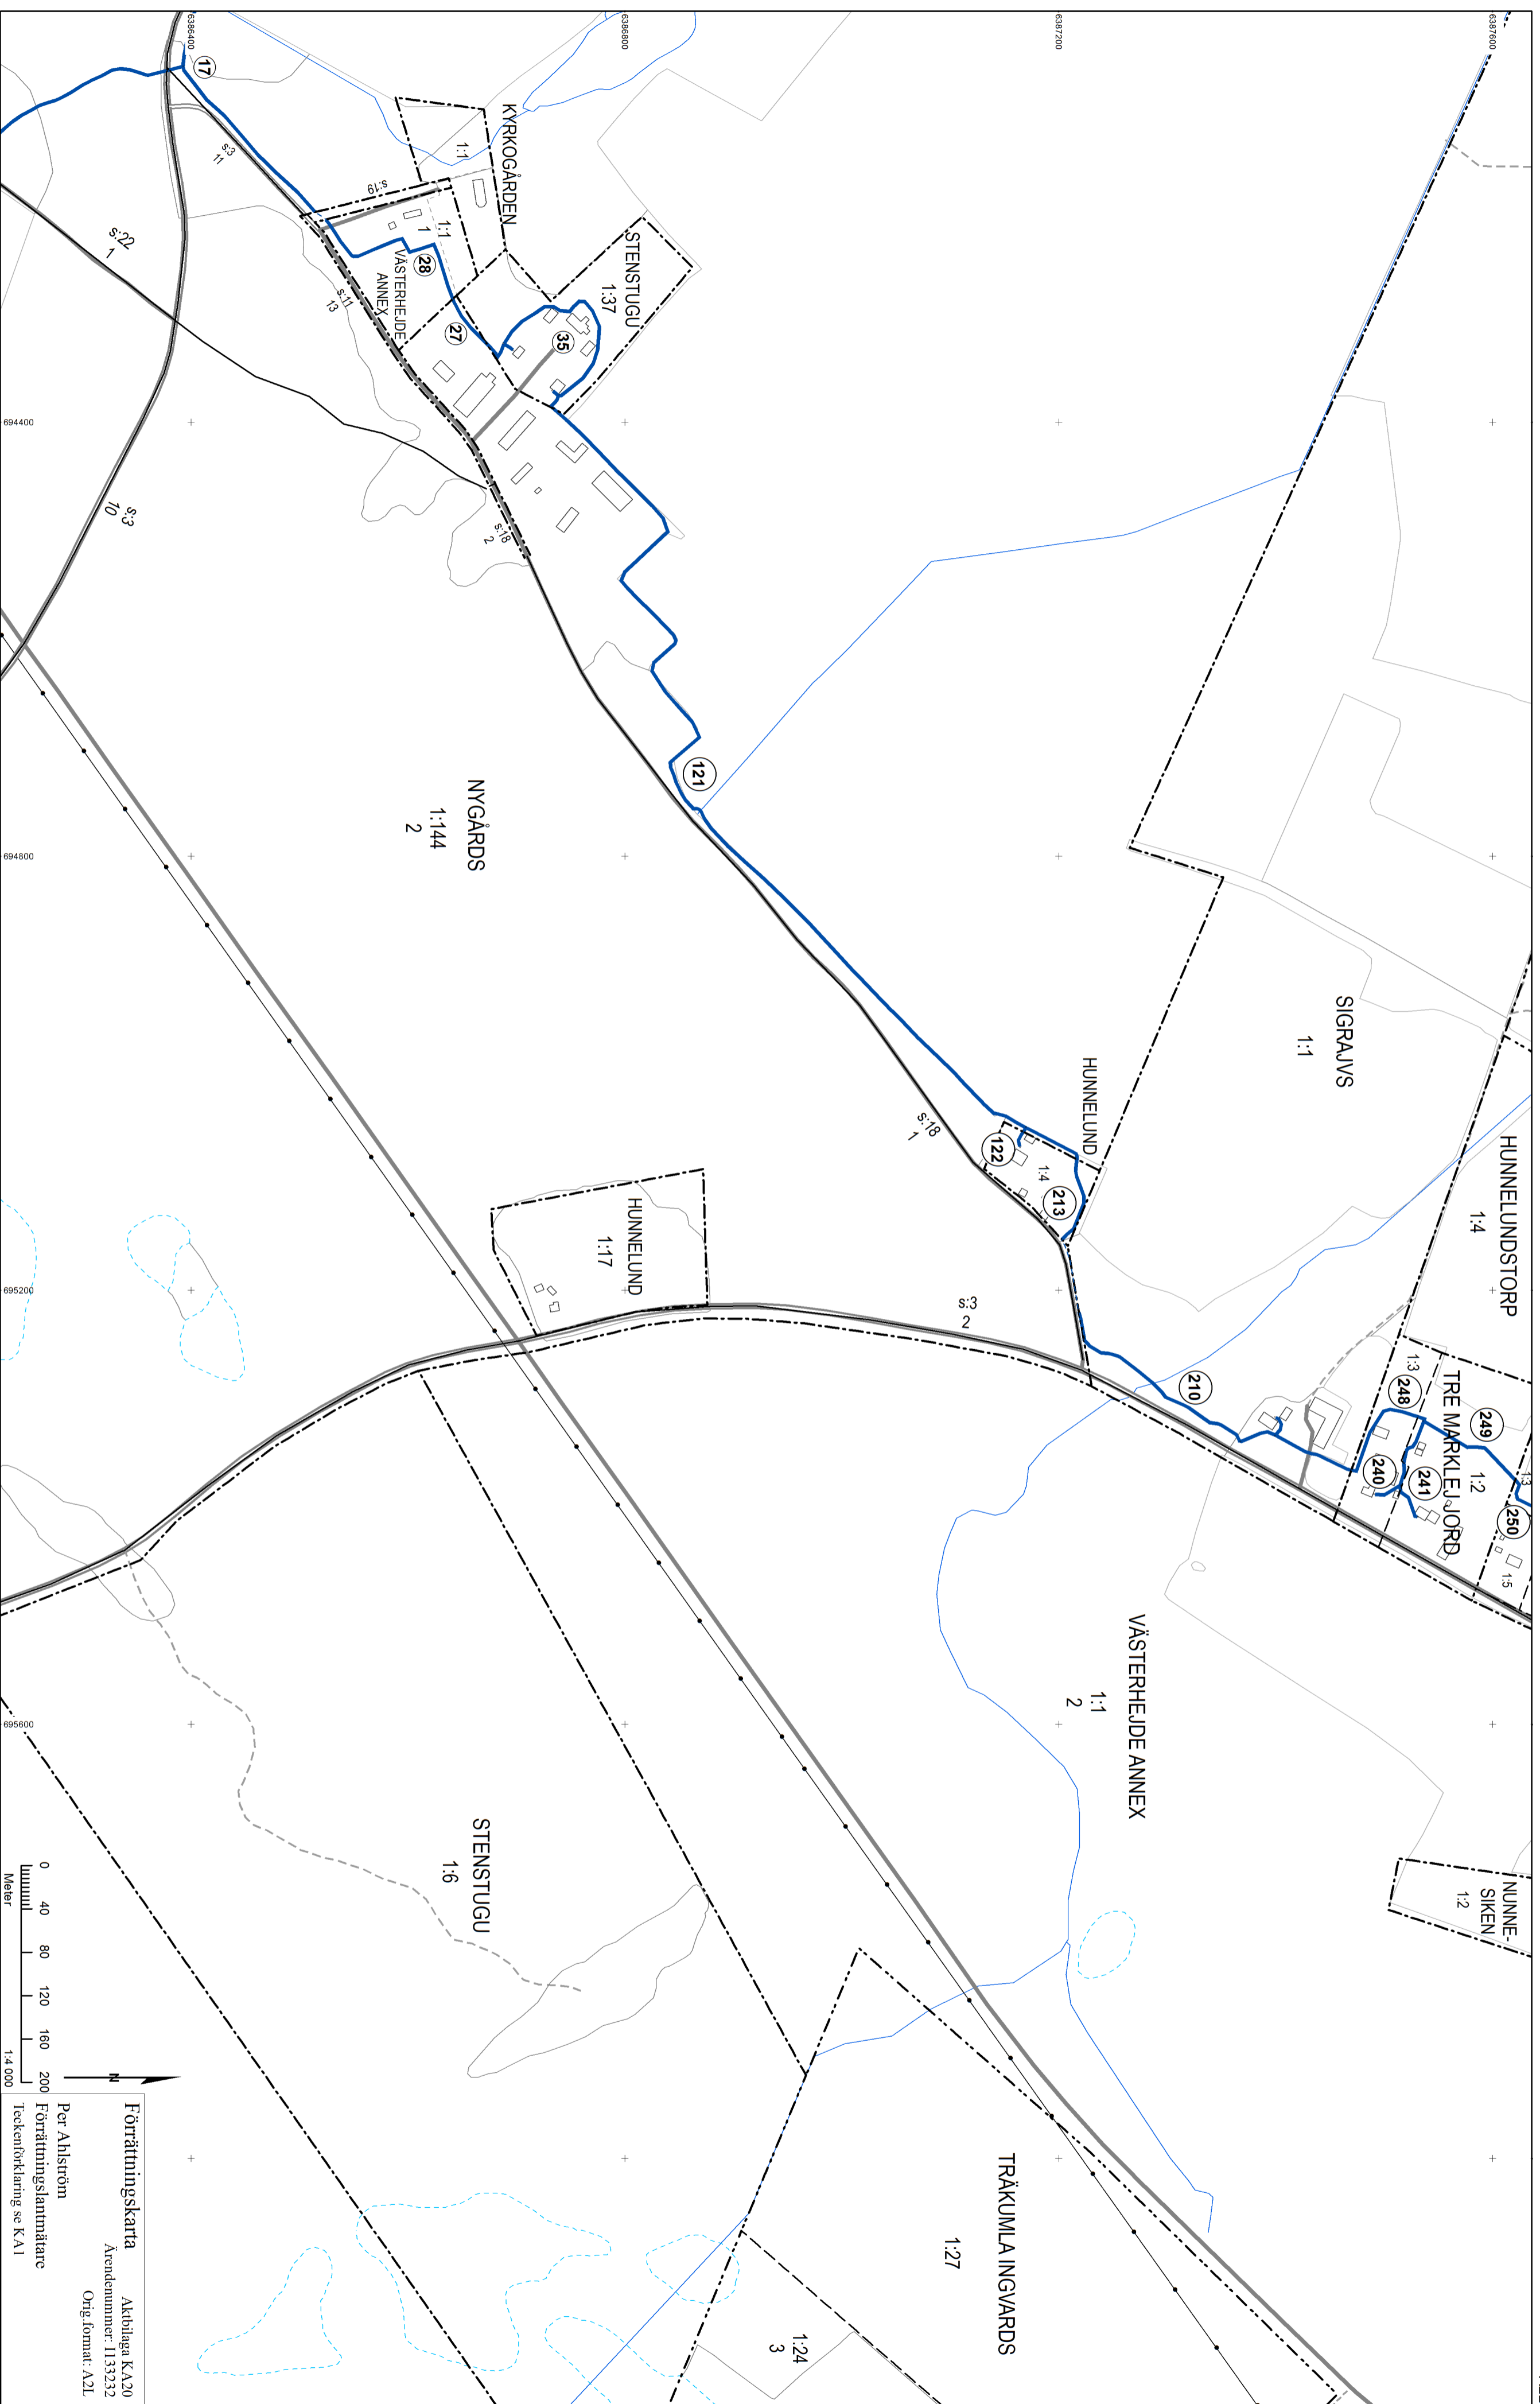 6386400
6386800
6387200
6387600
694400
694800
695200
695600
17
s:3
11
s:22
1
s:19
1:1
KYRKOGÅRDEN
1:1
1
28
VÄSTERHEJDE
ANNEX
s:11
13
27
STENSTUGU
1:37
35
s:18
2
s:3
10
121
NYGÅRDS
1:144
2
SIGRAJVS
1:1
HUNNELUND
122
1:4
213
s:18
1
HUNNELUNDSTORP
1:4
HUNNELUND
1:17
s:3
2
210
1:3
248
TRE MARKLEJJORD
1:2
249
240
241
1:3
250
1:5
VÄSTERHEJDE ANNEX
1:1
2
NUNNE-
SIKEN
1:2
STENSTUGU
1:6
TRÄKUMLA INGVARDS
1:27
1:24
3
0 40 80 120 160 200
Meter
1:4 000
N
Förrättningskarta
Aktbilaga KA20
Ärendenummer: I133232
Orig.format: A2L
Per Ahlström
Förrättningslantmätare
Teckenförklaring se KA1